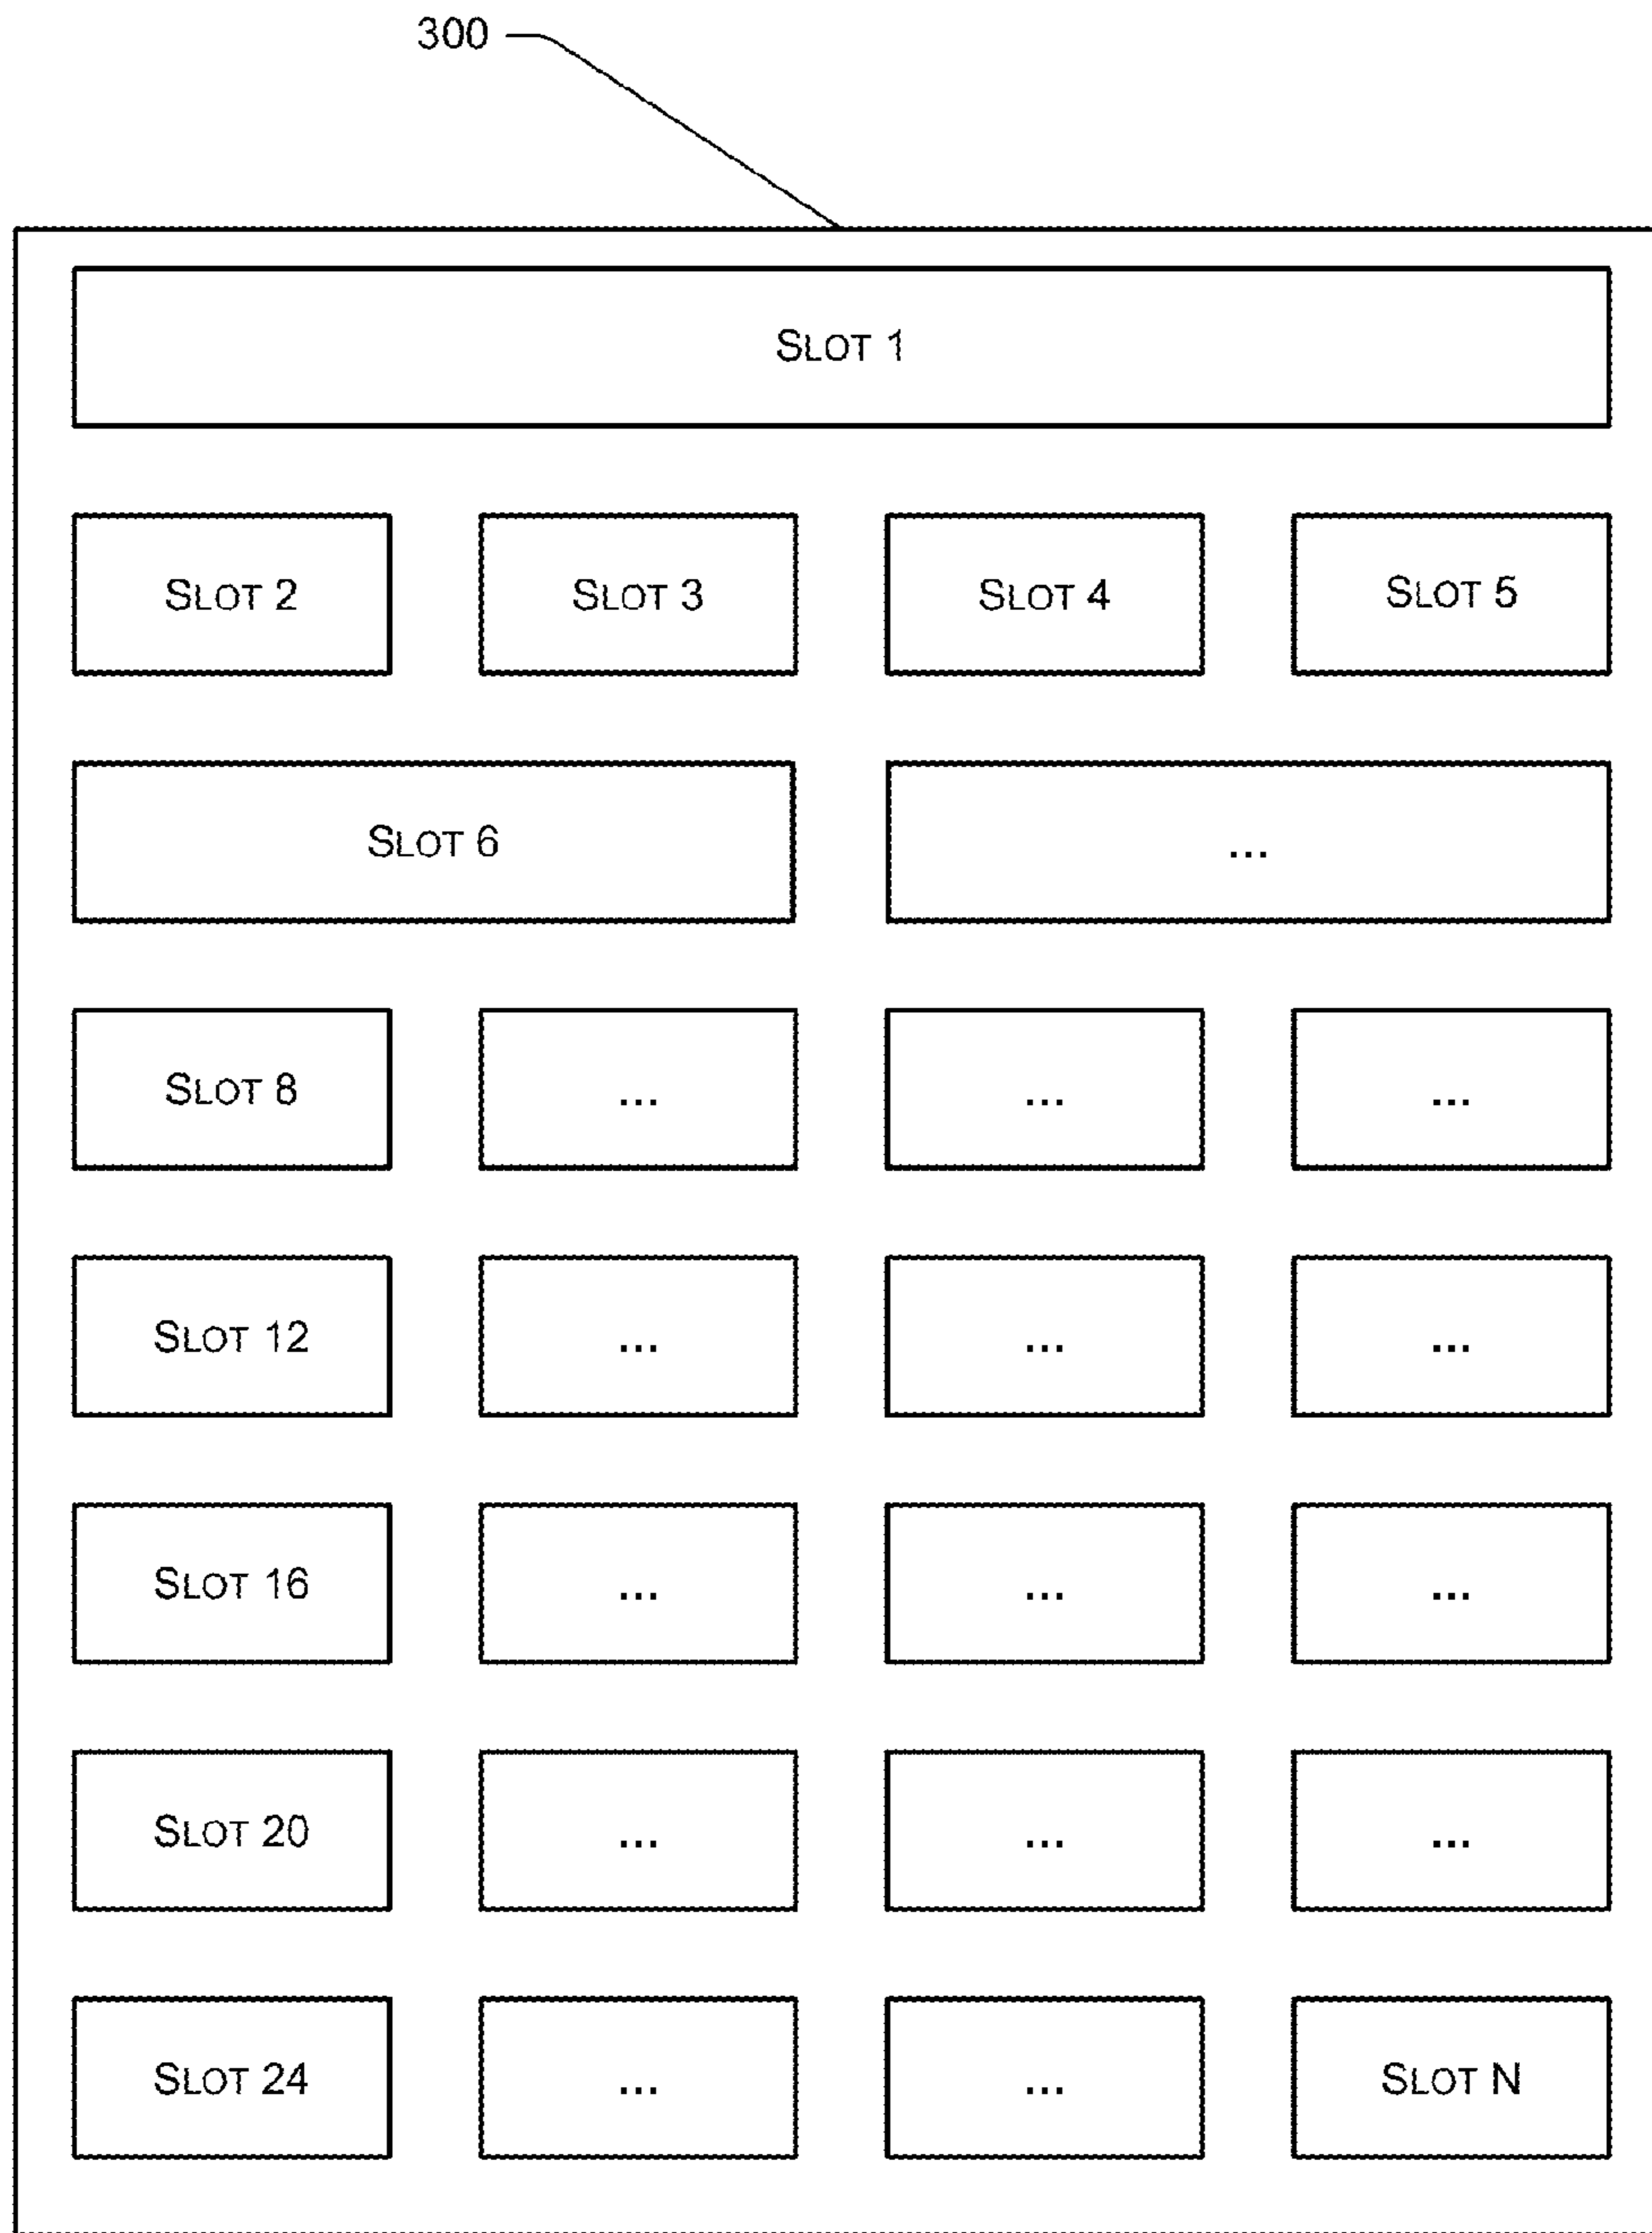 300
SLOT 1
SLOT 2 SLOT 3 SLOT 4 SLOT 5
SLOT 6 ...
SLOT 8 ... ... ...
SLOT 12 ... ... ...
SLOT 16 ... ... ...
SLOT 20 ... ... ...
SLOT 24 ... ... SLOT N